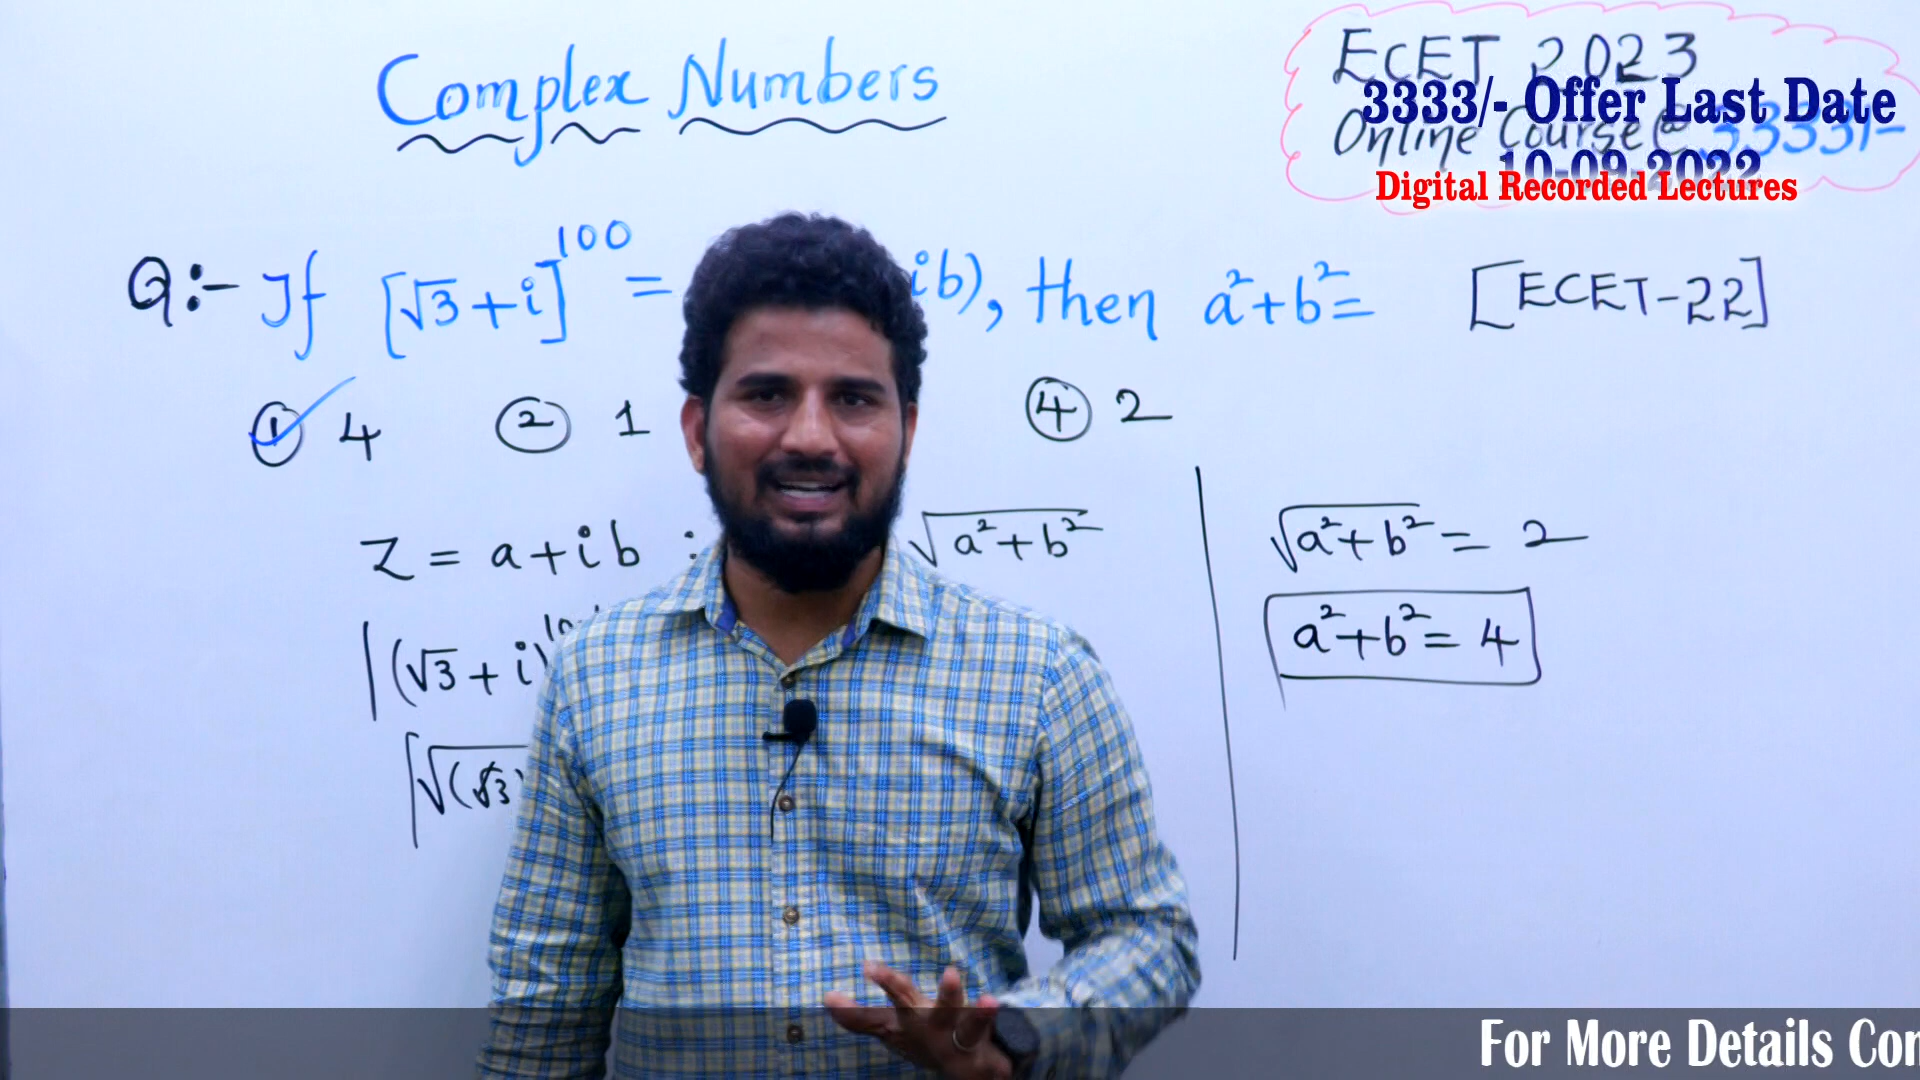 Complex Numbers
ECET 2023
3333/- Offer Last Date
Online Course @ 3333/-
10-09-2022
Digital Recorded Lectures
Q:- If [√3+i]¹⁰⁰ = ib), then a²+b²= [ECET-22]
① 4 ② 1 ④ 2
Z = a+ib : √a²+b²
|(√3+i)
√(√3)
√a²+b² = 2
a²+b²= 4
For More Details